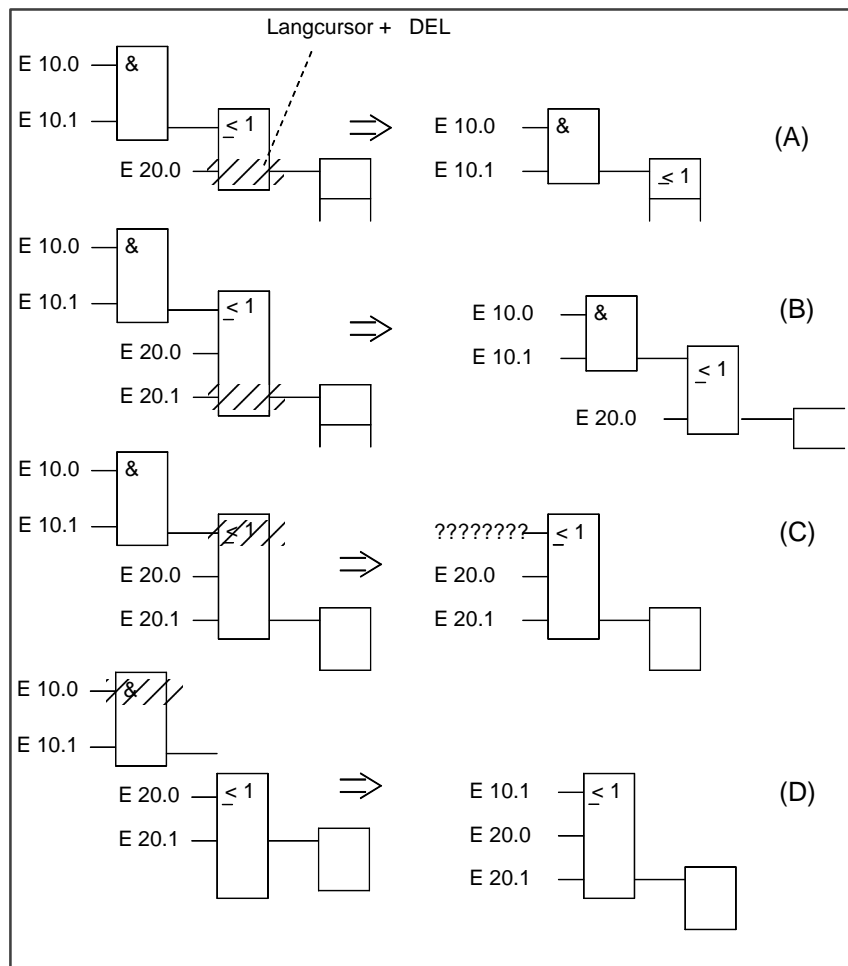 Langcursor + DEL
E 10.0
&
E 10.1
≤ 1
E 20.0
⇒
E 10.0
&
E 10.1
≤ 1
(A)
E 10.0
&
E 10.1
≤ 1
E 20.0
E 20.1
⇒
E 10.0
&
E 10.1
≤ 1
E 20.0
(B)
E 10.0
&
E 10.1
≤ 1
E 20.0
E 20.1
⇒
????????
≤ 1
E 20.0
E 20.1
(C)
E 10.0
&
E 10.1
E 20.0
≤ 1
E 20.1
⇒
E 10.1
≤ 1
E 20.0
E 20.1
(D)